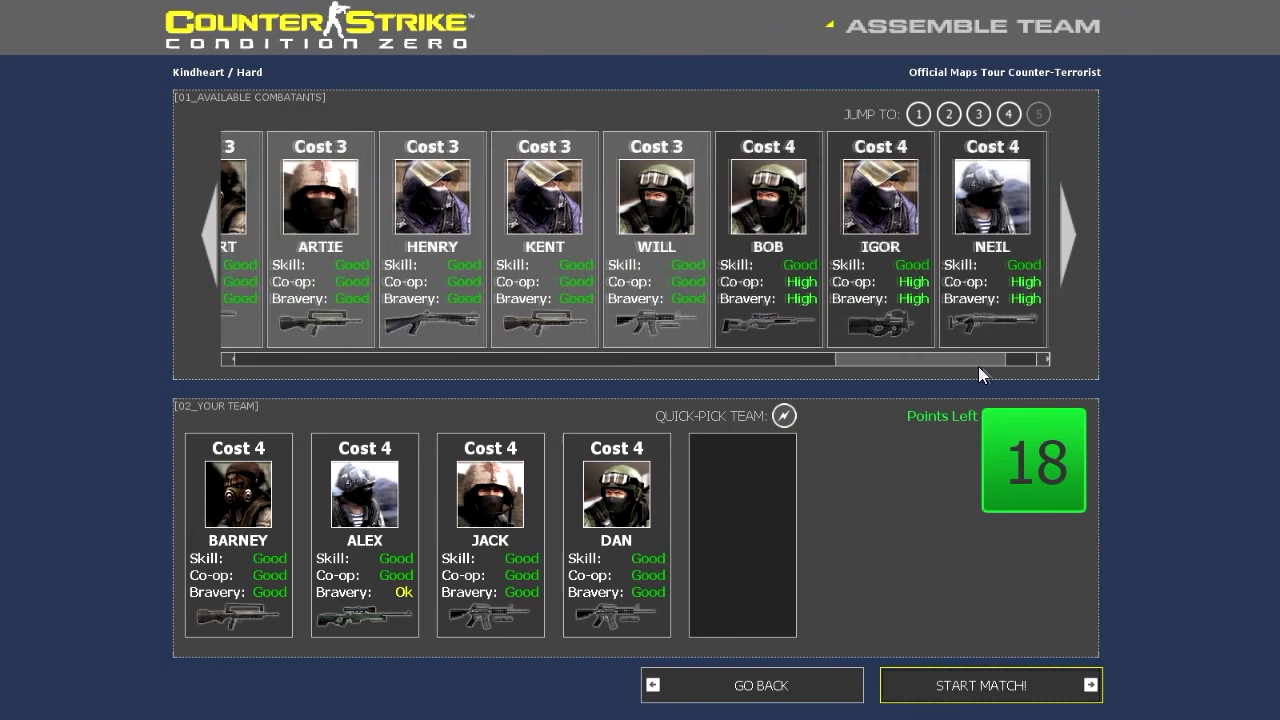 COUNTER STRIKE™
CONDITION ZERO
ASSEMBLE TEAM
Kindheart / Hard
Official Maps Tour Counter-Terrorist
[01_AVAILABLE COMBATANTS]
JUMP TO: 1 2 3 4 5
3 Cost 3 Cost 3 Cost 3 Cost 3 Cost 4 Cost 4 Cost 4
RT ARTIE HENRY KENT WILL BOB IGOR NEIL
Good Skill: Good Skill: Good Skill: Good Skill: Good Skill: Good Skill: Good Skill: Good
Good Co-op: Good Co-op: Good Co-op: Good Co-op: Good Co-op: High Co-op: High Co-op: High
Good Bravery: Good Bravery: Good Bravery: Good Bravery: Good Bravery: High Bravery: High Bravery: High
[02_YOUR TEAM]
QUICK-PICK TEAM:
Points Left
18
Cost 4 Cost 4 Cost 4 Cost 4
BARNEY ALEX JACK DAN
Skill: Good Skill: Good Skill: Good Skill: Good
Co-op: Good Co-op: Good Co-op: Good Co-op: Good
Bravery: Good Bravery: Ok Bravery: Good Bravery: Good
GO BACK
START MATCH!